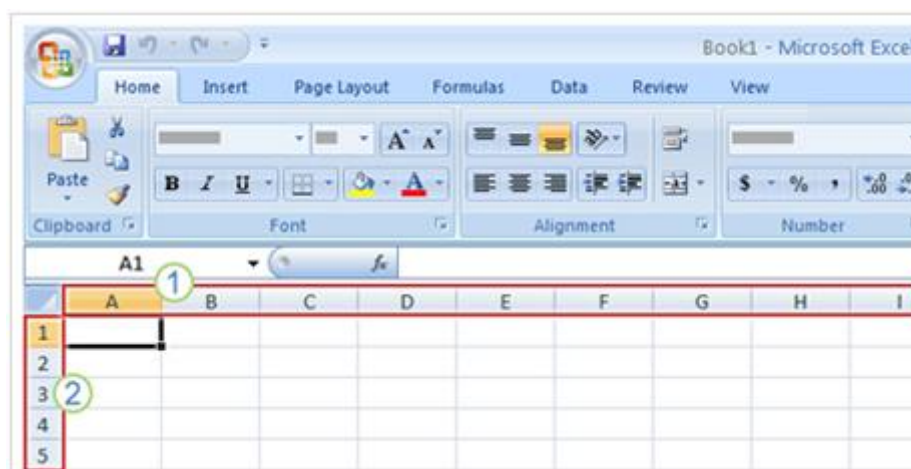 Book1 - Microsoft Exce
Home Insert Page Layout Formulas Data Review View
A A
Paste B I U A $ % , .00
Clipboard Font Alignment Number
A1 fx
1
A B C D E F G H I
1
2
3 2
4
5